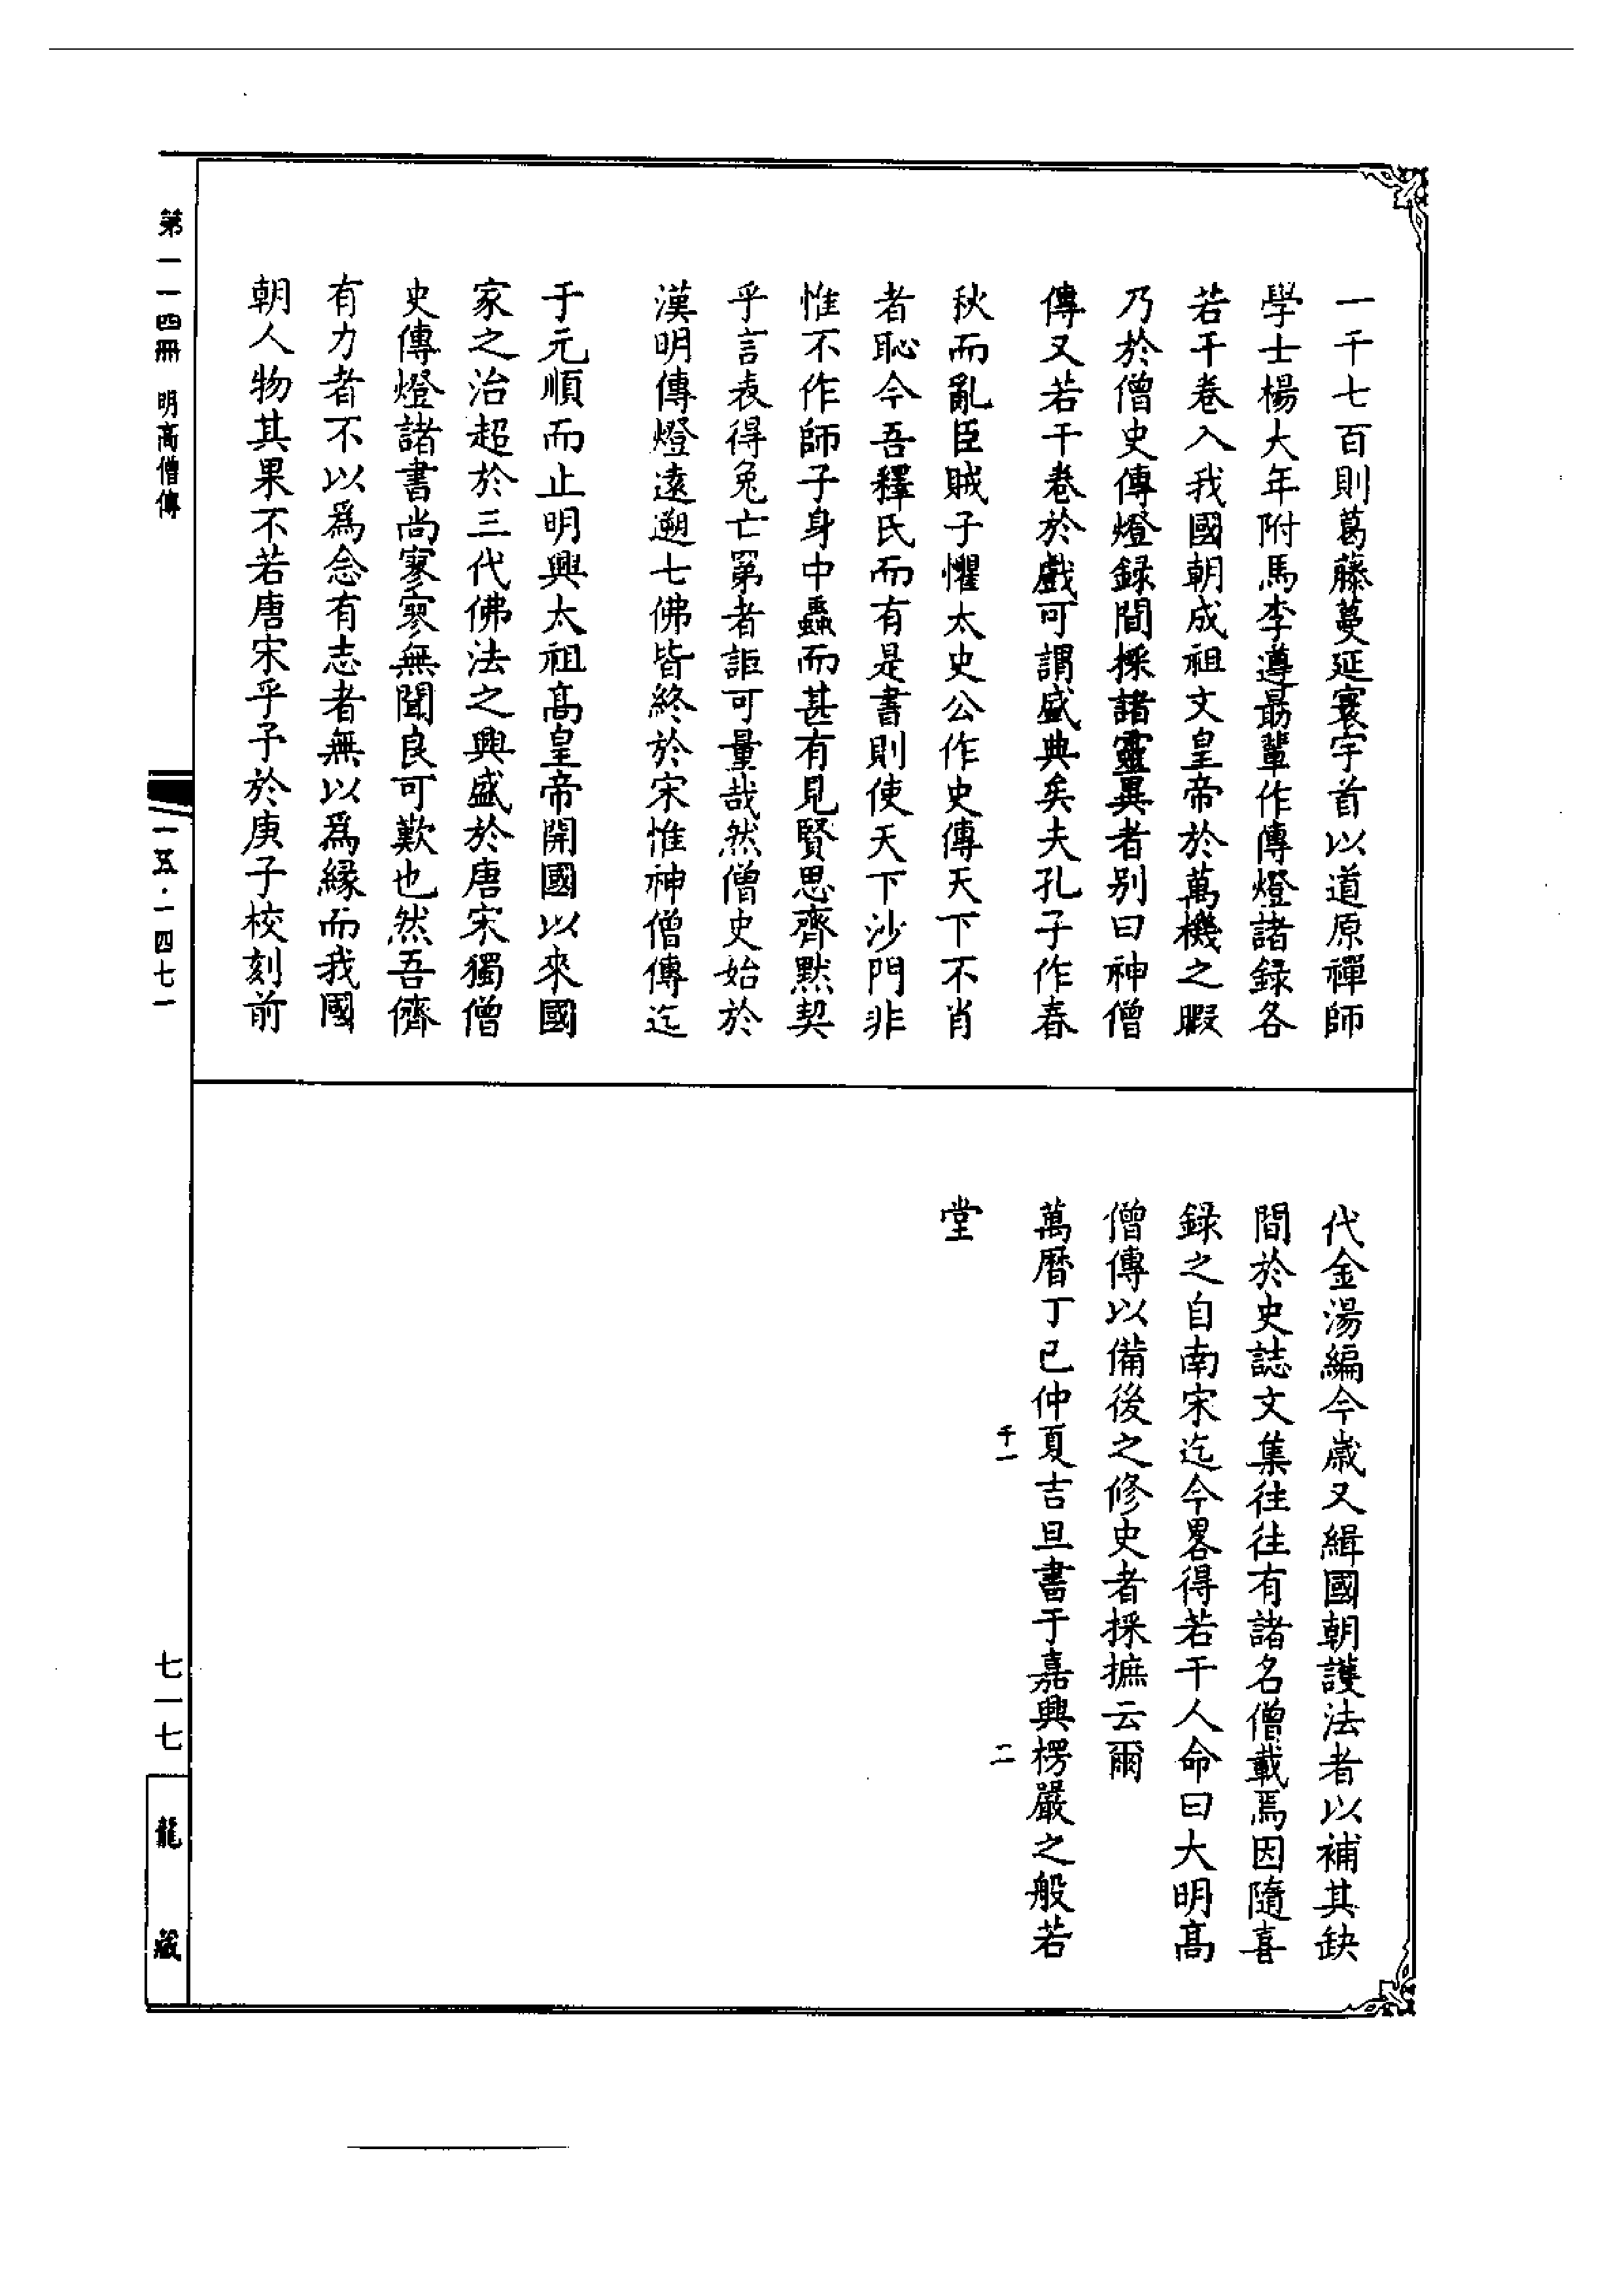 一千七百則葛藤蔓延寰宇首以道原禪師
學士楊大年附馬李遵朂輩作傳燈諸録各
若干卷入我國朝成祖文皇帝於萬機之暇
乃於僧史傳燈録間採諸靈異者别曰神僧
傳又若干卷於戲可謂盛典矣夫孔子作春
秋而亂臣賊子懼太史公作史傳天下不肖
者恥今吾釋氏而有是書則使天下沙門非
惟不作師子身中蟲而甚有見賢思齊默契
乎言表得兔亡罤者詎可量哉然僧史始於
漢明傳燈遠遡七佛皆終於宋惟神僧傳迄
于元順而止明興太祖高皇帝開國以來國
家之治超於三代佛法之興盛於唐宋獨僧
史傳燈諸書尚寥寥無聞良可歎也然吾儕
有力者不以爲念有志者無以爲緣而我國
朝人物其果不若唐宋乎予於庚子校刻前
代金湯編今歲又緝國朝護法者以補其缺
間於史誌文集往往有諸名僧載焉因隨喜
録之自南宋迄今畧得若干人命曰大明高
僧傳以備後之修史者採摭云爾
萬曆丁巳仲夏吉旦書于嘉興楞嚴之般若
千一
二
堂
第一一四冊 明高僧傳
一五·一四七一
七一七
龍藏